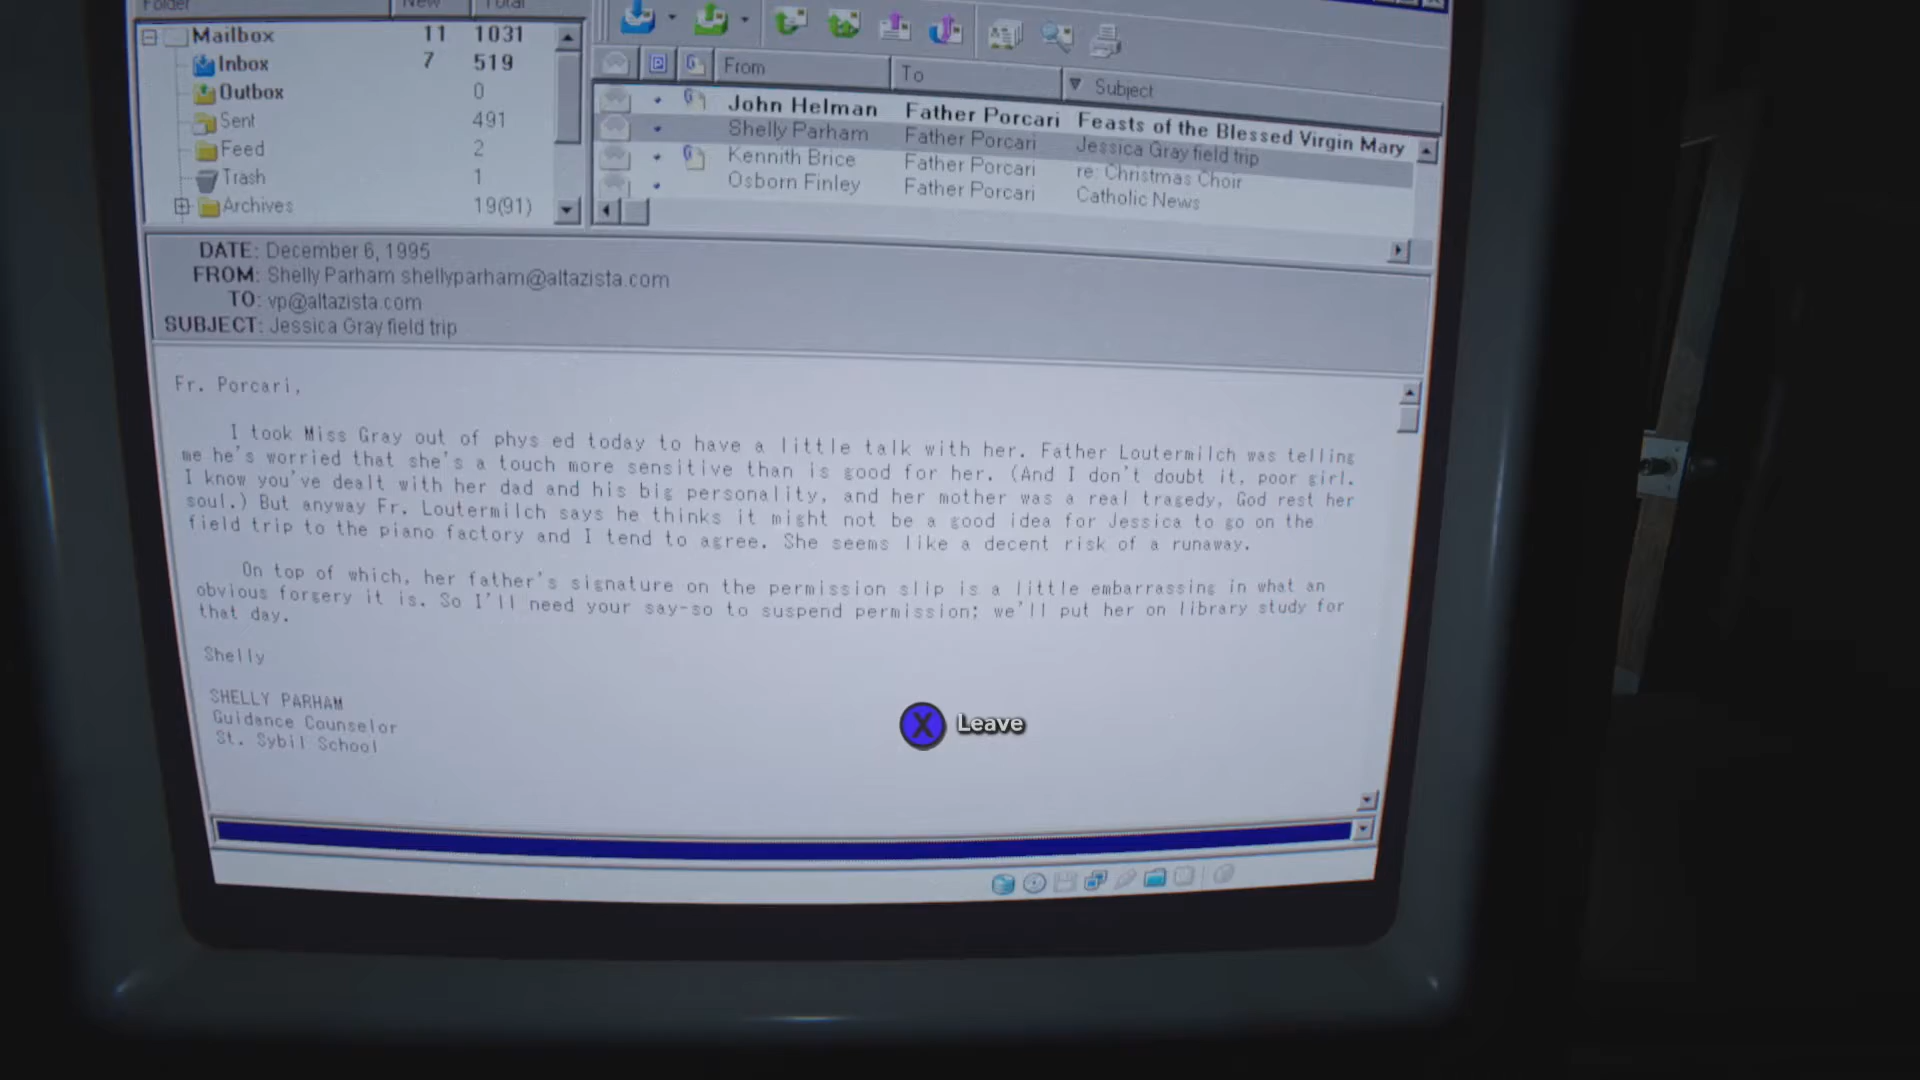 Folder New Total
Mailbox 11 1031
Inbox 7 519
Outbox 0
Sent 491
Feed 2
Trash 1
Archives 19(91)
From To Subject
John Helman Father Porcari Feasts of the Blessed Virgin Mary
Shelly Parham Father Porcari Jessica Gray field trip
Kennith Brice Father Porcari re: Christmas Choir
Osborn Finley Father Porcari Catholic News
DATE: December 6, 1995
FROM: Shelly Parham shellyparham@altazista.com
TO: vp@altazista.com
SUBJECT: Jessica Gray field trip
Fr. Porcari,
I took Miss Gray out of phys ed today to have a little talk with her. Father Loutermilch was telling
me he's worried that she's a touch more sensitive than is good for her. (And I don't doubt it, poor girl.
I know you've dealt with her dad and his big personality, and her mother was a real tragedy, God rest her
soul.) But anyway Fr. Loutermilch says he thinks it might not be a good idea for Jessica to go on the
field trip to the piano factory and I tend to agree. She seems like a decent risk of a runaway.
On top of which, her father's signature on the permission slip is a little embarrassing in what an
obvious forgery it is. So I'll need your say-so to suspend permission; we'll put her on library study for
that day.
Shelly
SHELLY PARHAM
Guidance Counselor
St. Sybil School
X Leave